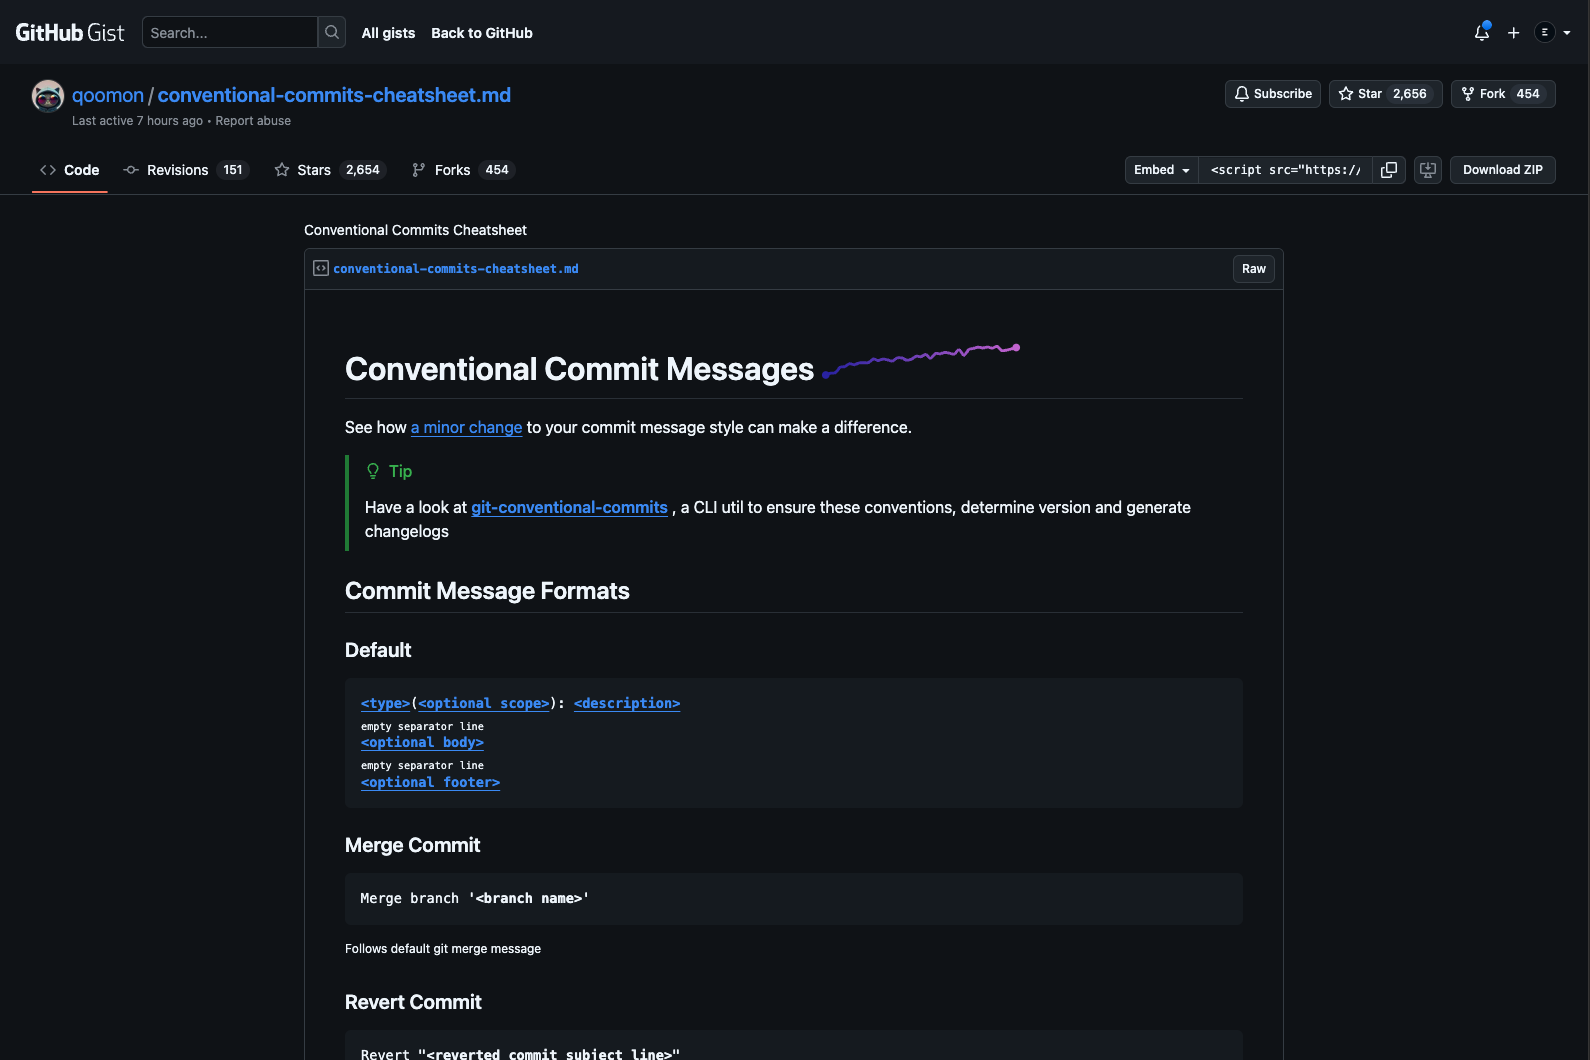 GitHub Gist
Search...
All gists
Back to GitHub
E
qoomon / conventional-commits-cheatsheet.md
Last active 7 hours ago • Report abuse
Subscribe
Star 2,656
Fork 454
Code
Revisions 151
Stars 2,654
Forks 454
Embed
<script src="https://
Download ZIP
Conventional Commits Cheatsheet
conventional-commits-cheatsheet.md
Raw
Conventional Commit Messages
See how a minor change to your commit message style can make a difference.
Tip
Have a look at git-conventional-commits , a CLI util to ensure these conventions, determine version and generate
changelogs
Commit Message Formats
Default
<type>(<optional scope>): <description>
empty separator line
<optional body>
empty separator line
<optional footer>
Merge Commit
Merge branch '<branch name>'
Follows default git merge message
Revert Commit
Revert "<reverted commit subject line>"